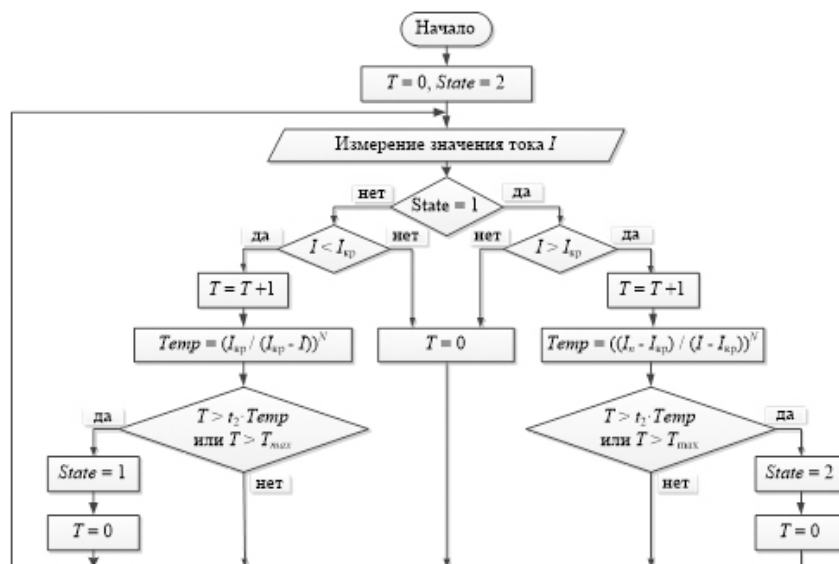 Начало
T = 0, State = 2
Измерение значения тока I
нет
State = 1
да
да
I < Iкр
нет
нет
I > Iкр
да
T = T +1
T = T +1
Temp = (Iкр / (Iкр - I))^N
T = 0
Temp = ((Iн - Iкр) / (I - Iкр))^N
да
T > t₂·Temp
или T > Tmax
T > t₂·Temp
или T > Tmax
да
State = 1
нет
нет
State = 2
T = 0
T = 0